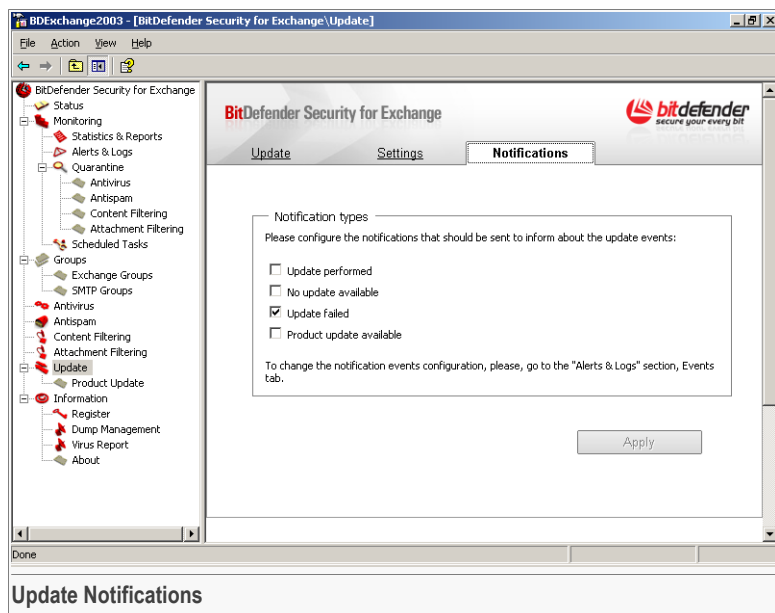 BDExchange2003 - [BitDefender Security for Exchange\Update]
File Action View Help
BitDefender Security for Exchange
Status
Monitoring
Statistics & Reports
Alerts & Logs
Quarantine
Antivirus
Antispam
Content Filtering
Attachment Filtering
Scheduled Tasks
Groups
Exchange Groups
SMTP Groups
Antivirus
Antispam
Content Filtering
Attachment Filtering
Update
Product Update
Information
Register
Dump Management
Virus Report
About
BitDefender Security for Exchange
bitdefender
secure your every bit
Update Settings Notifications
Notification types
Please configure the notifications that should be sent to inform about the update events:
Update performed
No update available
Update failed
Product update available
To change the notification events configuration, please, go to the "Alerts & Logs" section, Events
tab.
Apply
Done
Update Notifications